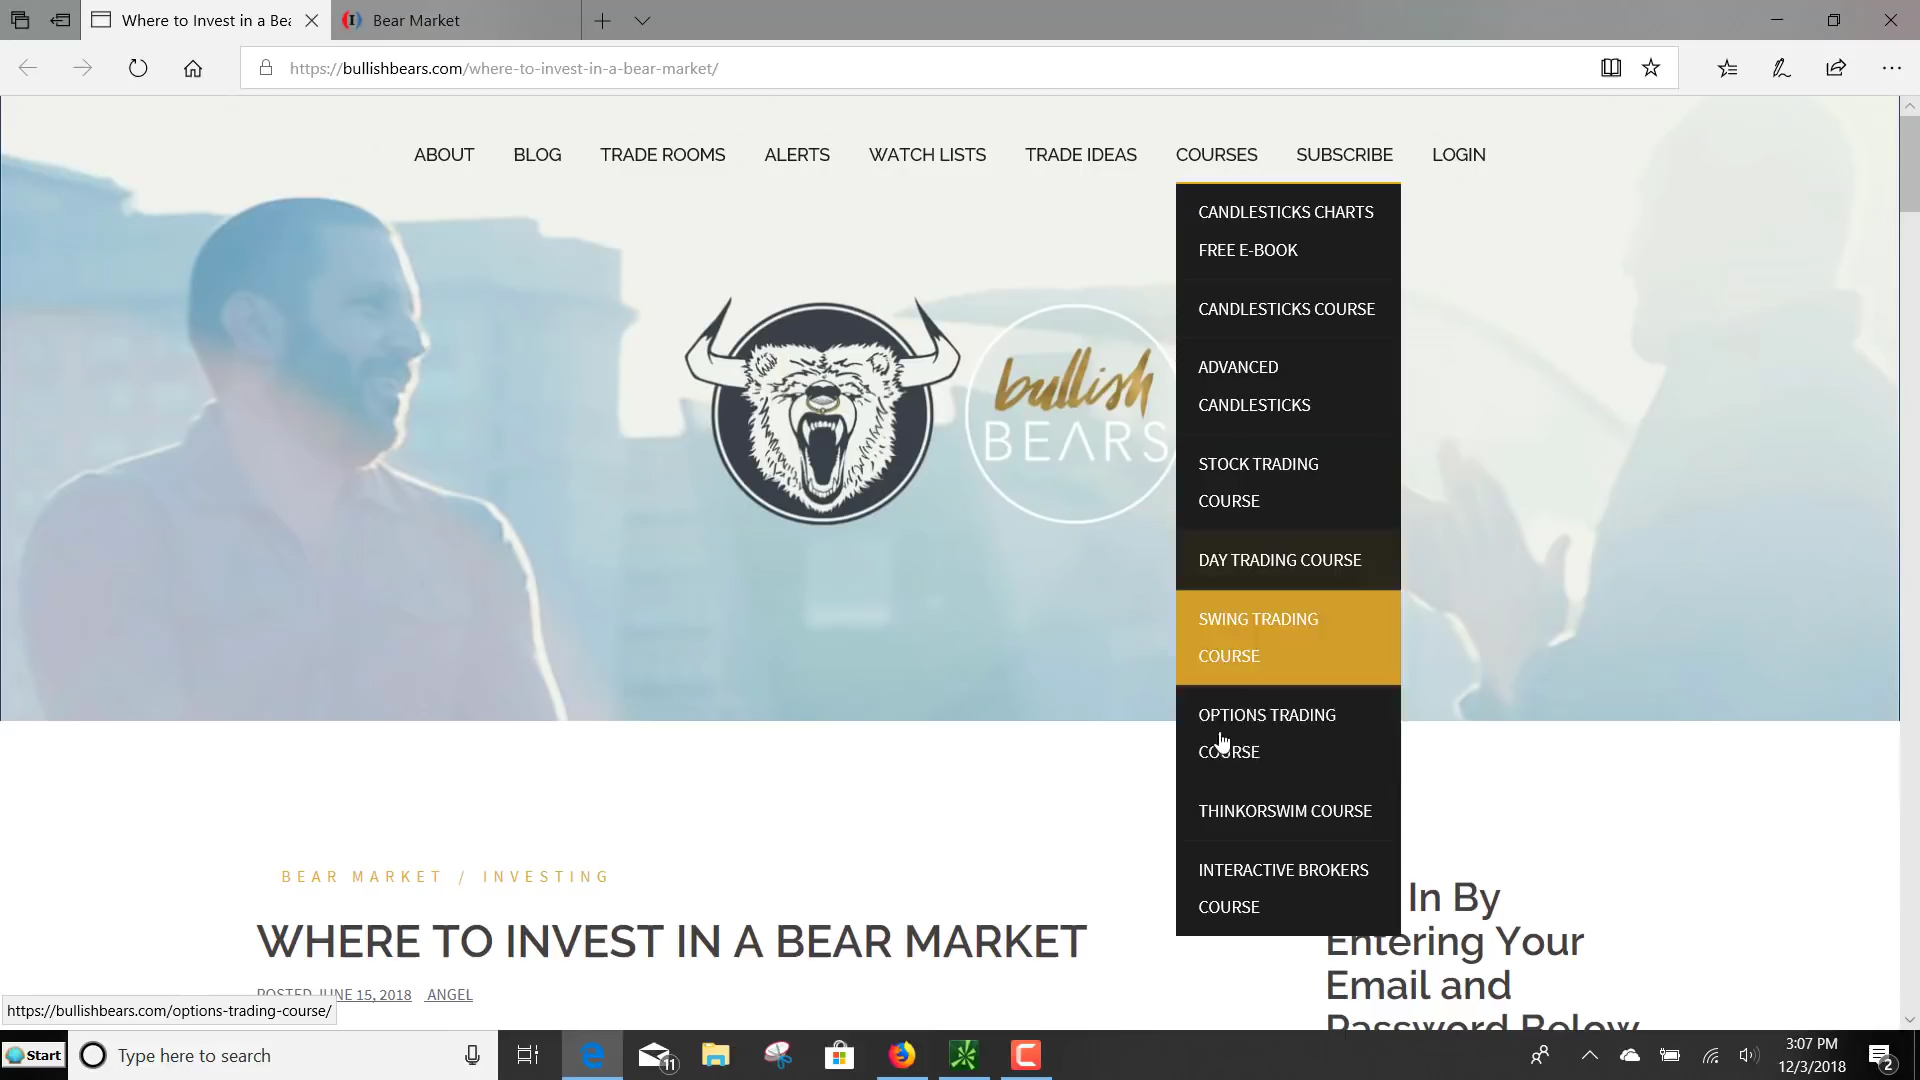 Where to Invest in a Bea
Bear Market
https://bullishbears.com/where-to-invest-in-a-bear-market/
ABOUT BLOG TRADE ROOMS ALERTS WATCH LISTS TRADE IDEAS COURSES SUBSCRIBE LOGIN
CANDLESTICKS CHARTS
FREE E-BOOK
CANDLESTICKS COURSE
ADVANCED
CANDLESTICKS
STOCK TRADING
COURSE
DAY TRADING COURSE
SWING TRADING
COURSE
OPTIONS TRADING
COURSE
THINKORSWIM COURSE
INTERACTIVE BROKERS
COURSE
bullish
BEARS
BEAR MARKET / INVESTING
WHERE TO INVEST IN A BEAR MARKET
POSTED JUNE 15, 2018 ANGEL
In By
Entering Your
Email and
Password Below
https://bullishbears.com/options-trading-course/
Start
Type here to search
11
3:07 PM
12/3/2018
2